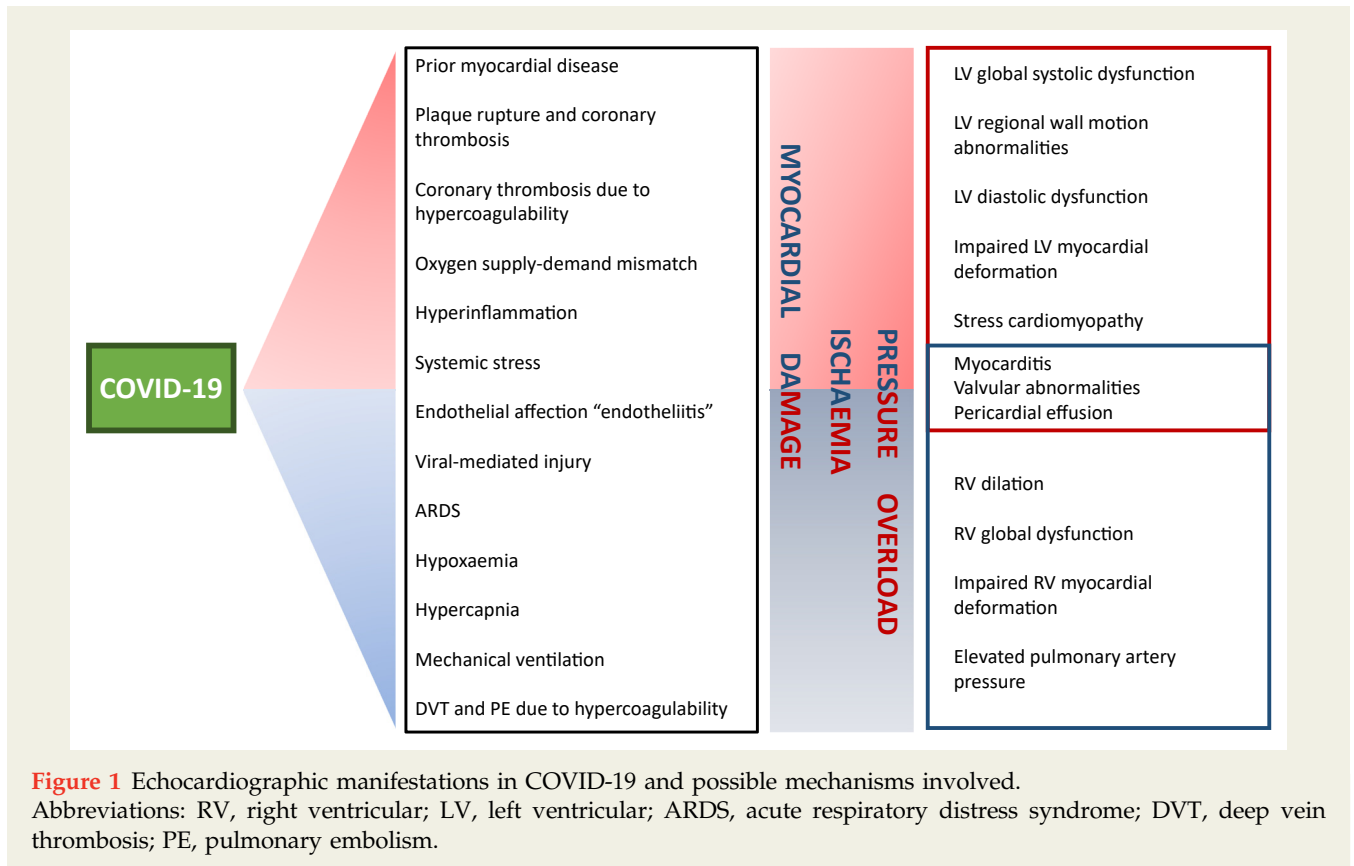 COVID-19
Prior myocardial disease
Plaque rupture and coronary
thrombosis
Coronary thrombosis due to
hypercoagulability
Oxygen supply-demand mismatch
Hyperinflammation
Systemic stress
Endothelial affection “endotheliitis”
Viral-mediated injury
ARDS
Hypoxaemia
Hypercapnia
Mechanical ventilation
DVT and PE due to hypercoagulability
MYOCARDIAL DAMAGE
ISCHAEMIA
PRESSURE OVERLOAD
LV global systolic dysfunction
LV regional wall motion
abnormalities
LV diastolic dysfunction
Impaired LV myocardial
deformation
Stress cardiomyopathy
Myocarditis
Valvular abnormalities
Pericardial effusion
RV dilation
RV global dysfunction
Impaired RV myocardial
deformation
Elevated pulmonary artery
pressure
Figure 1 Echocardiographic manifestations in COVID-19 and possible mechanisms involved.
Abbreviations: RV, right ventricular; LV, left ventricular; ARDS, acute respiratory distress syndrome; DVT, deep vein
thrombosis; PE, pulmonary embolism.